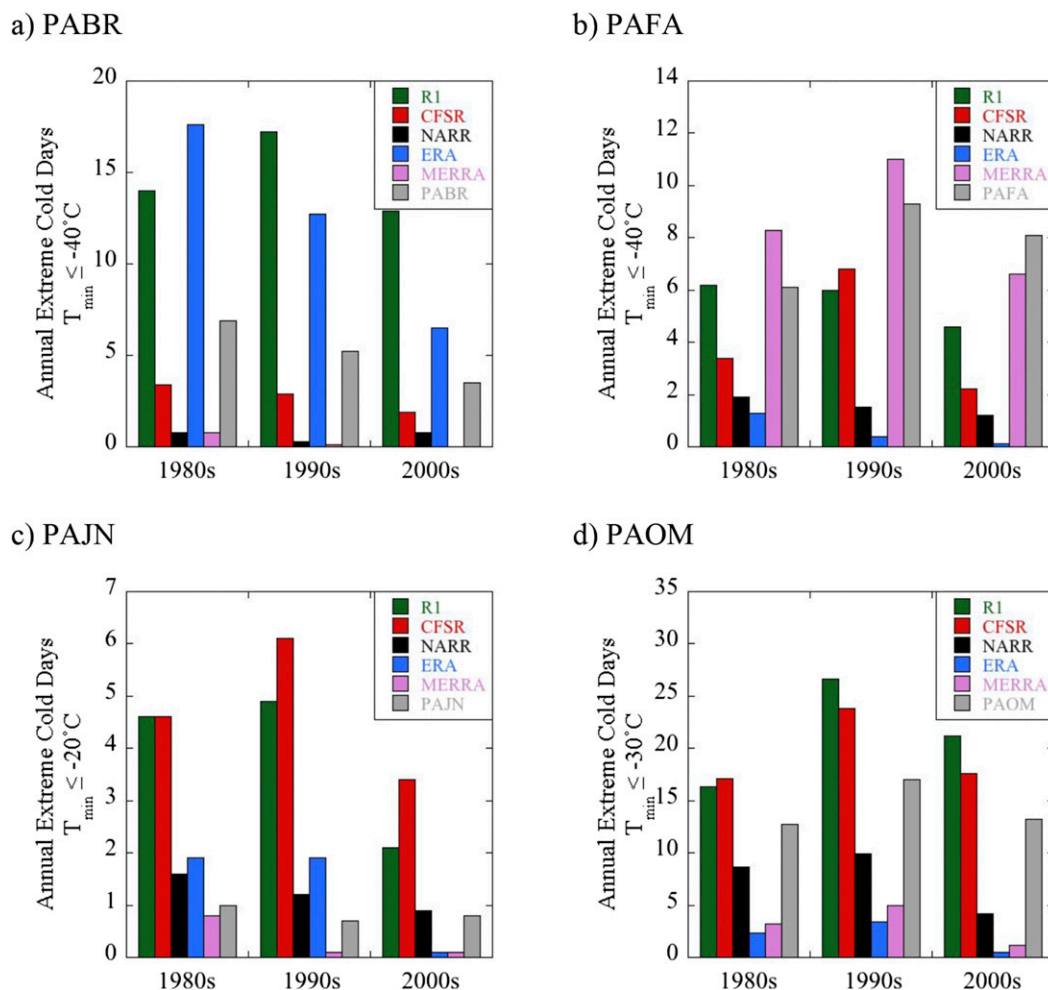 a) PABR
Annual Extreme Cold Days
T min ≤ -40˚C
20
15
10
5
0
R1
CFSR
NARR
ERA
MERRA
PABR
1980s 1990s 2000s
b) PAFA
Annual Extreme Cold Days
T min ≤ -40˚C
14
12
10
8
6
4
2
0
R1
CFSR
NARR
ERA
MERRA
PAFA
1980s 1990s 2000s
c) PAJN
Annual Extreme Cold Days
T min ≤ -20˚C
7
6
5
4
3
2
1
0
R1
CFSR
NARR
ERA
MERRA
PAJN
1980s 1990s 2000s
d) PAOM
Annual Extreme Cold Days
T min ≤ -30˚C
35
30
25
20
15
10
5
0
R1
CFSR
NARR
ERA
MERRA
PAOM
1980s 1990s 2000s